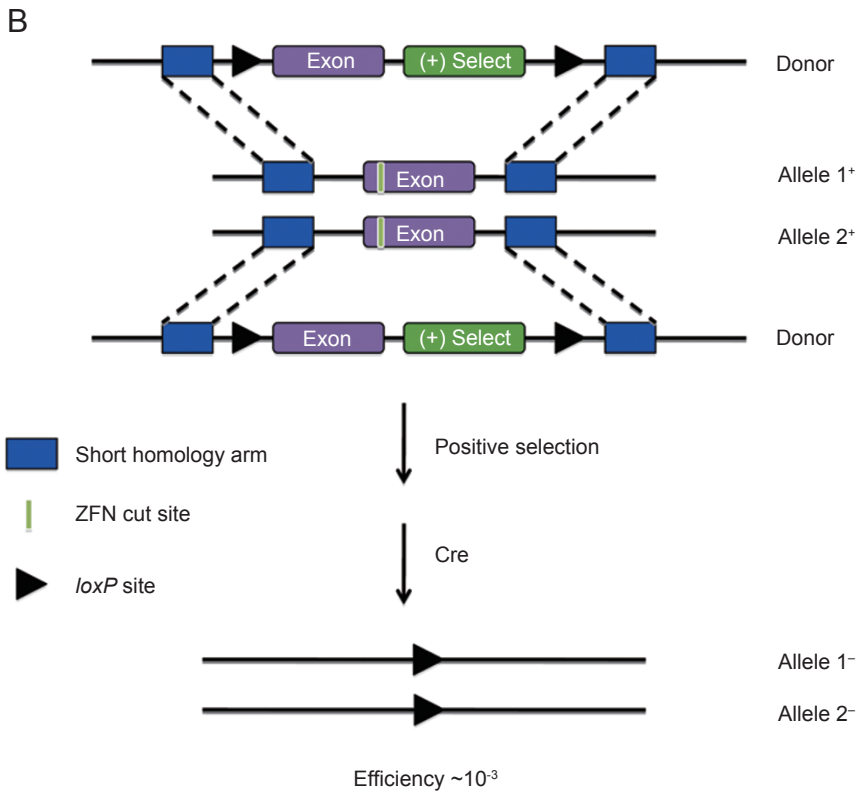 B
Exon (+) Select Donor
Exon Allele 1⁺
Exon Allele 2⁺
Exon (+) Select Donor
Short homology arm
Positive selection
ZFN cut site
Cre
loxP site
Allele 1⁻
Allele 2⁻
Efficiency ~10⁻³